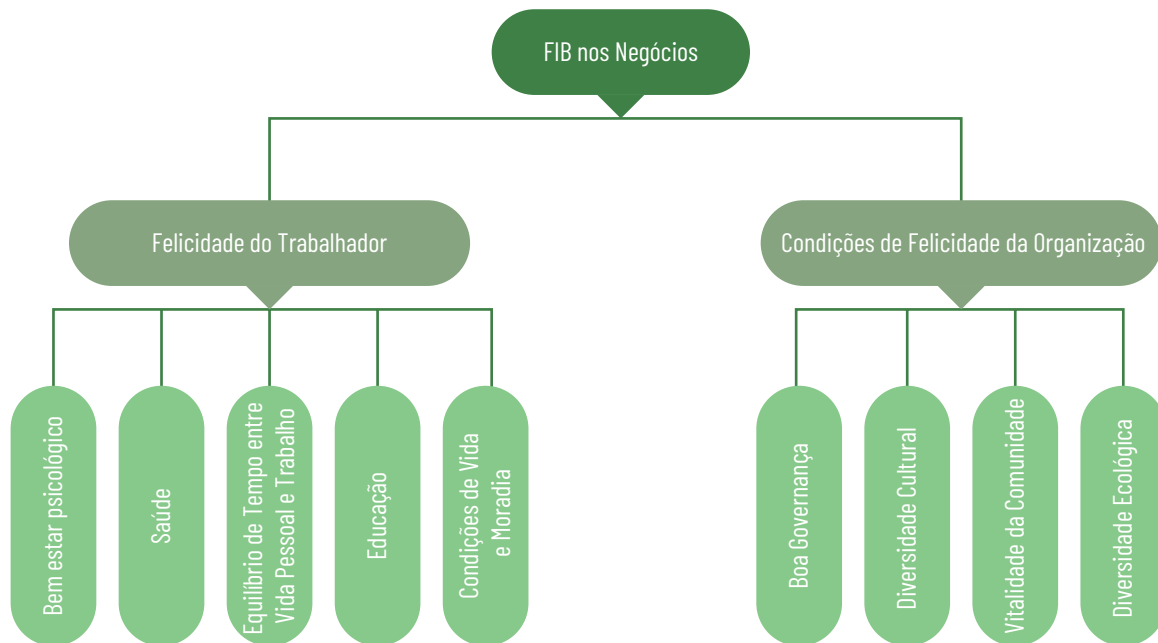 FIB nos Negócios
Felicidade do Trabalhador
Condições de Felicidade da Organização
Bem estar psicológico
Saúde
Equilíbrio de Tempo entre
Vida Pessoal e Trabalho
Educação
Condições de Vida
e Moradia
Boa Governança
Diversidade Cultural
Vitalidade da Comunidade
Diversidade Ecológica